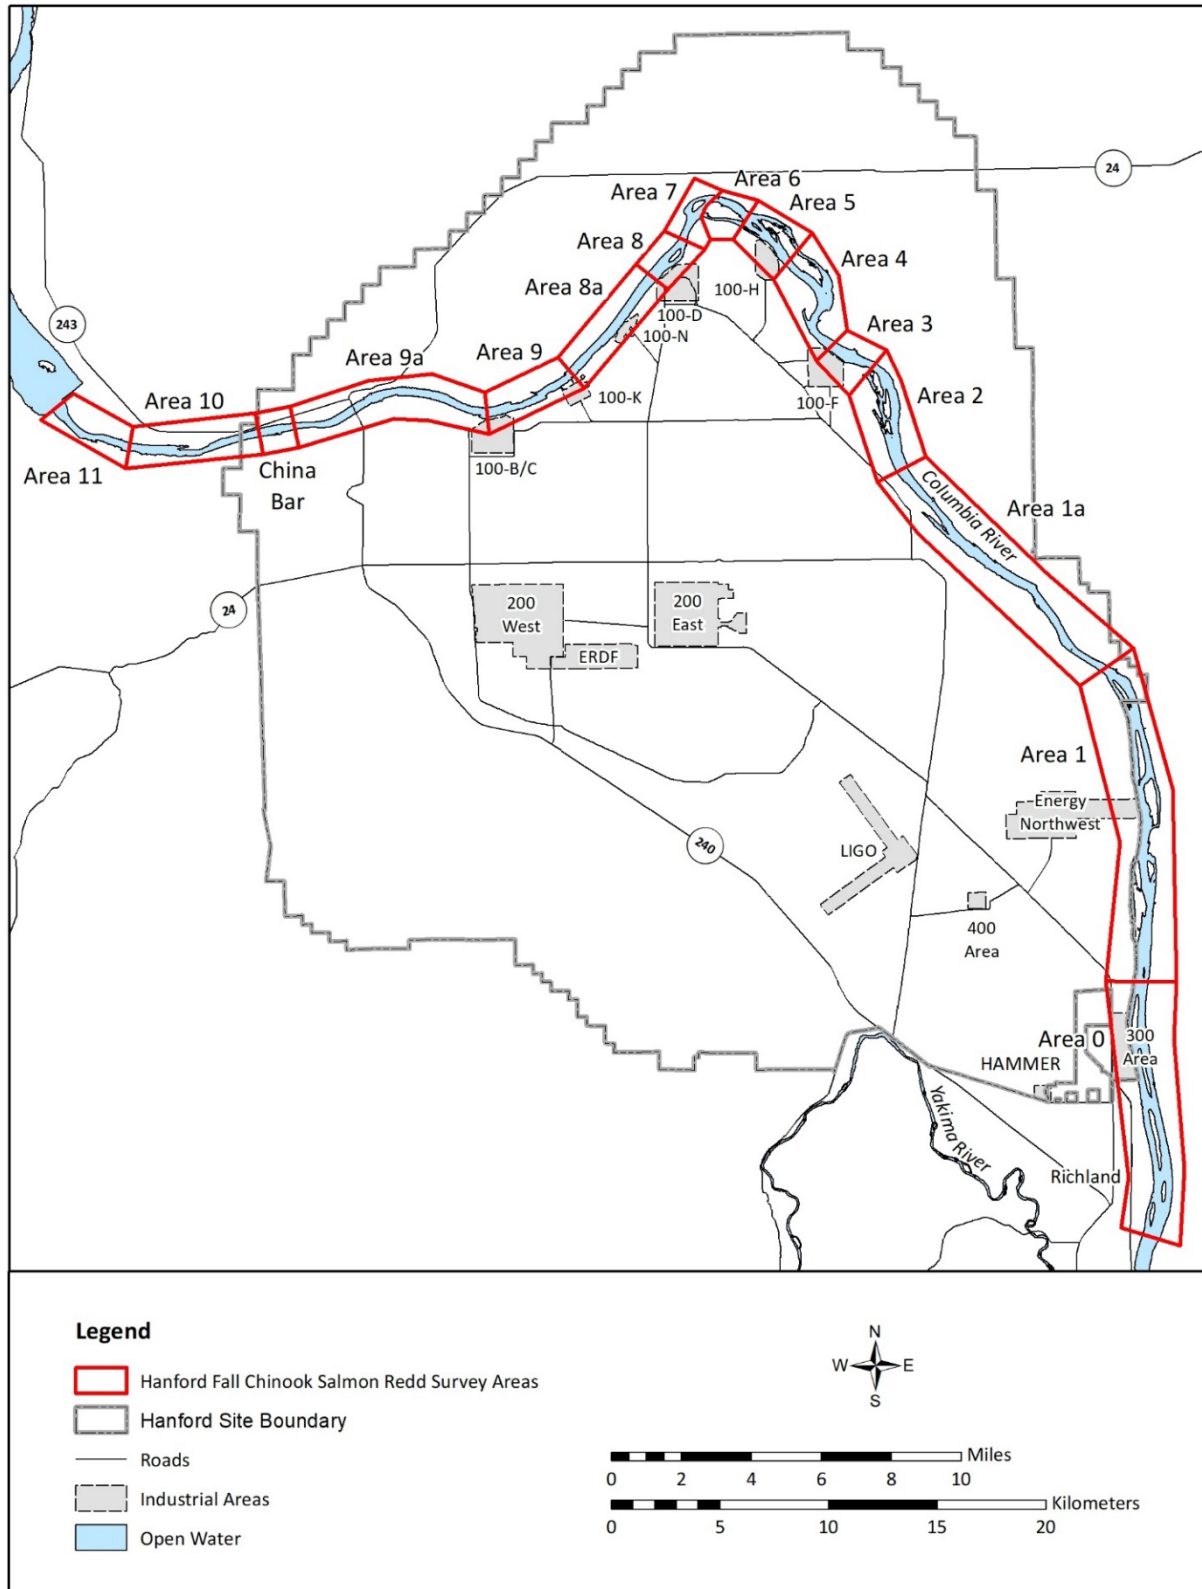 24
Area 6
Area 7
Area 5
Area 8
Area 4
Area 8a
100-H
100-D
243
100-N
Area 3
Area 9
Area 9a
100-K
Area 2
100-F
Area 10
Area 11
China
Bar
100-B/C
Columbia River
Area 1a
24
200
West
200
East
ERDF
Area 1
Energy
Northwest
240
LIGO
400
Area
Area 0
300
Area
HAMMER
Yakima River
Richland
Legend
Hanford Fall Chinook Salmon Redd Survey Areas
Hanford Site Boundary
Roads
Industrial Areas
Open Water
N
W E
S
Miles
0 2 4 6 8 10
Kilometers
0 5 10 15 20